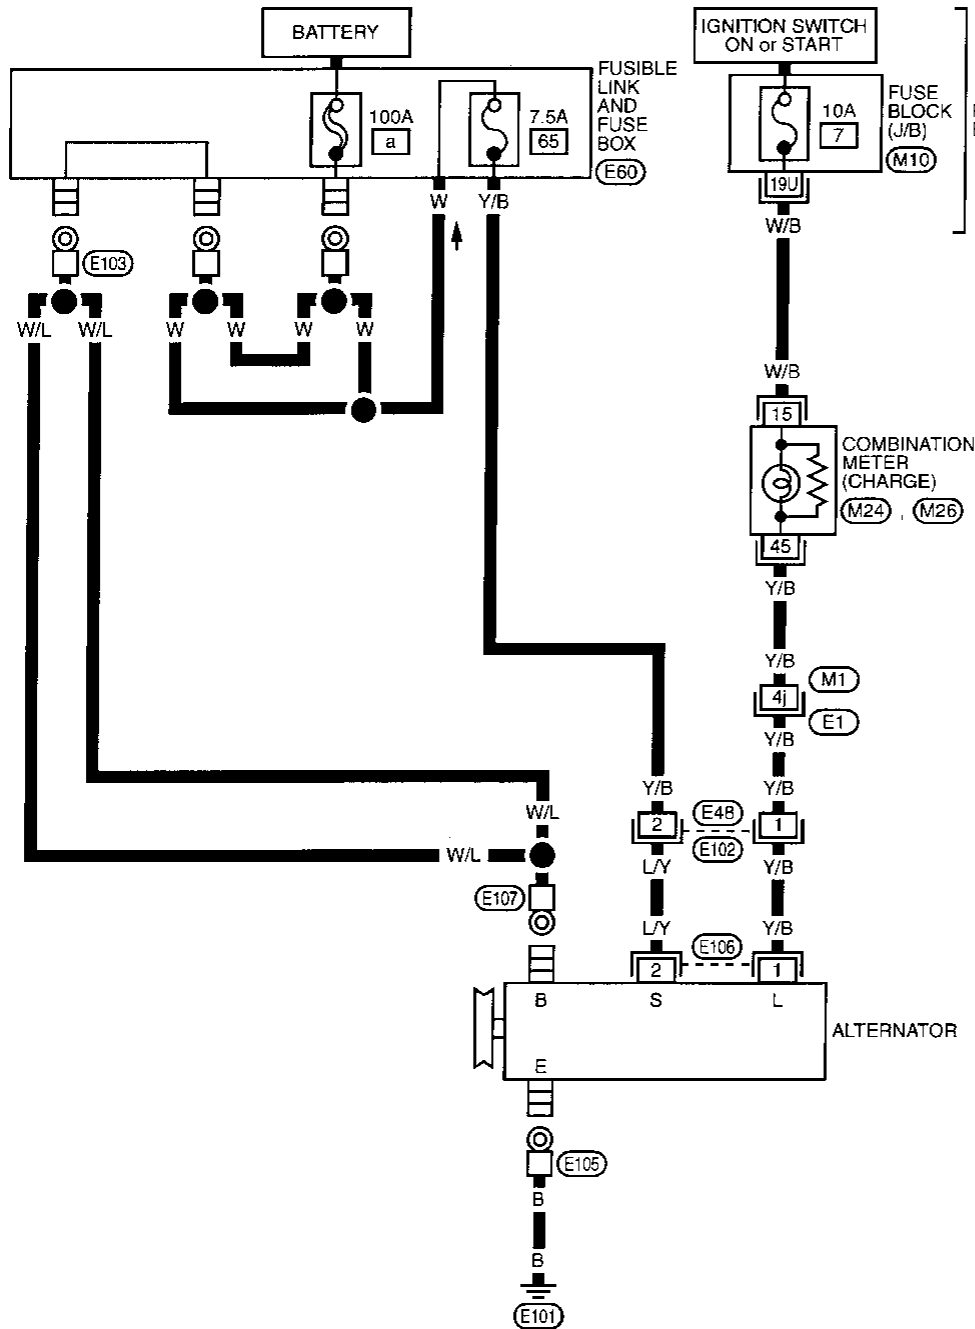 BATTERY
IGNITION SWITCH
ON or START
FUSIBLE
LINK
AND
FUSE
BOX
E60
100A
a
7.5A
65
10A
7
FUSE
BLOCK
(J/B)
M10
19U
W
Y/B
W/B
E103
W/L
W/L
W
W
W
W
W/B
15
COMBINATION
METER
(CHARGE)
M24 , M26
45
Y/B
Y/B
4j
M1
E1
Y/B
Y/B
Y/B
W/L
2
E48
1
E102
W/L
L/Y
Y/B
E107
L/Y
Y/B
E106
2
1
B
S
L
ALTERNATOR
E
E105
B
B
E101